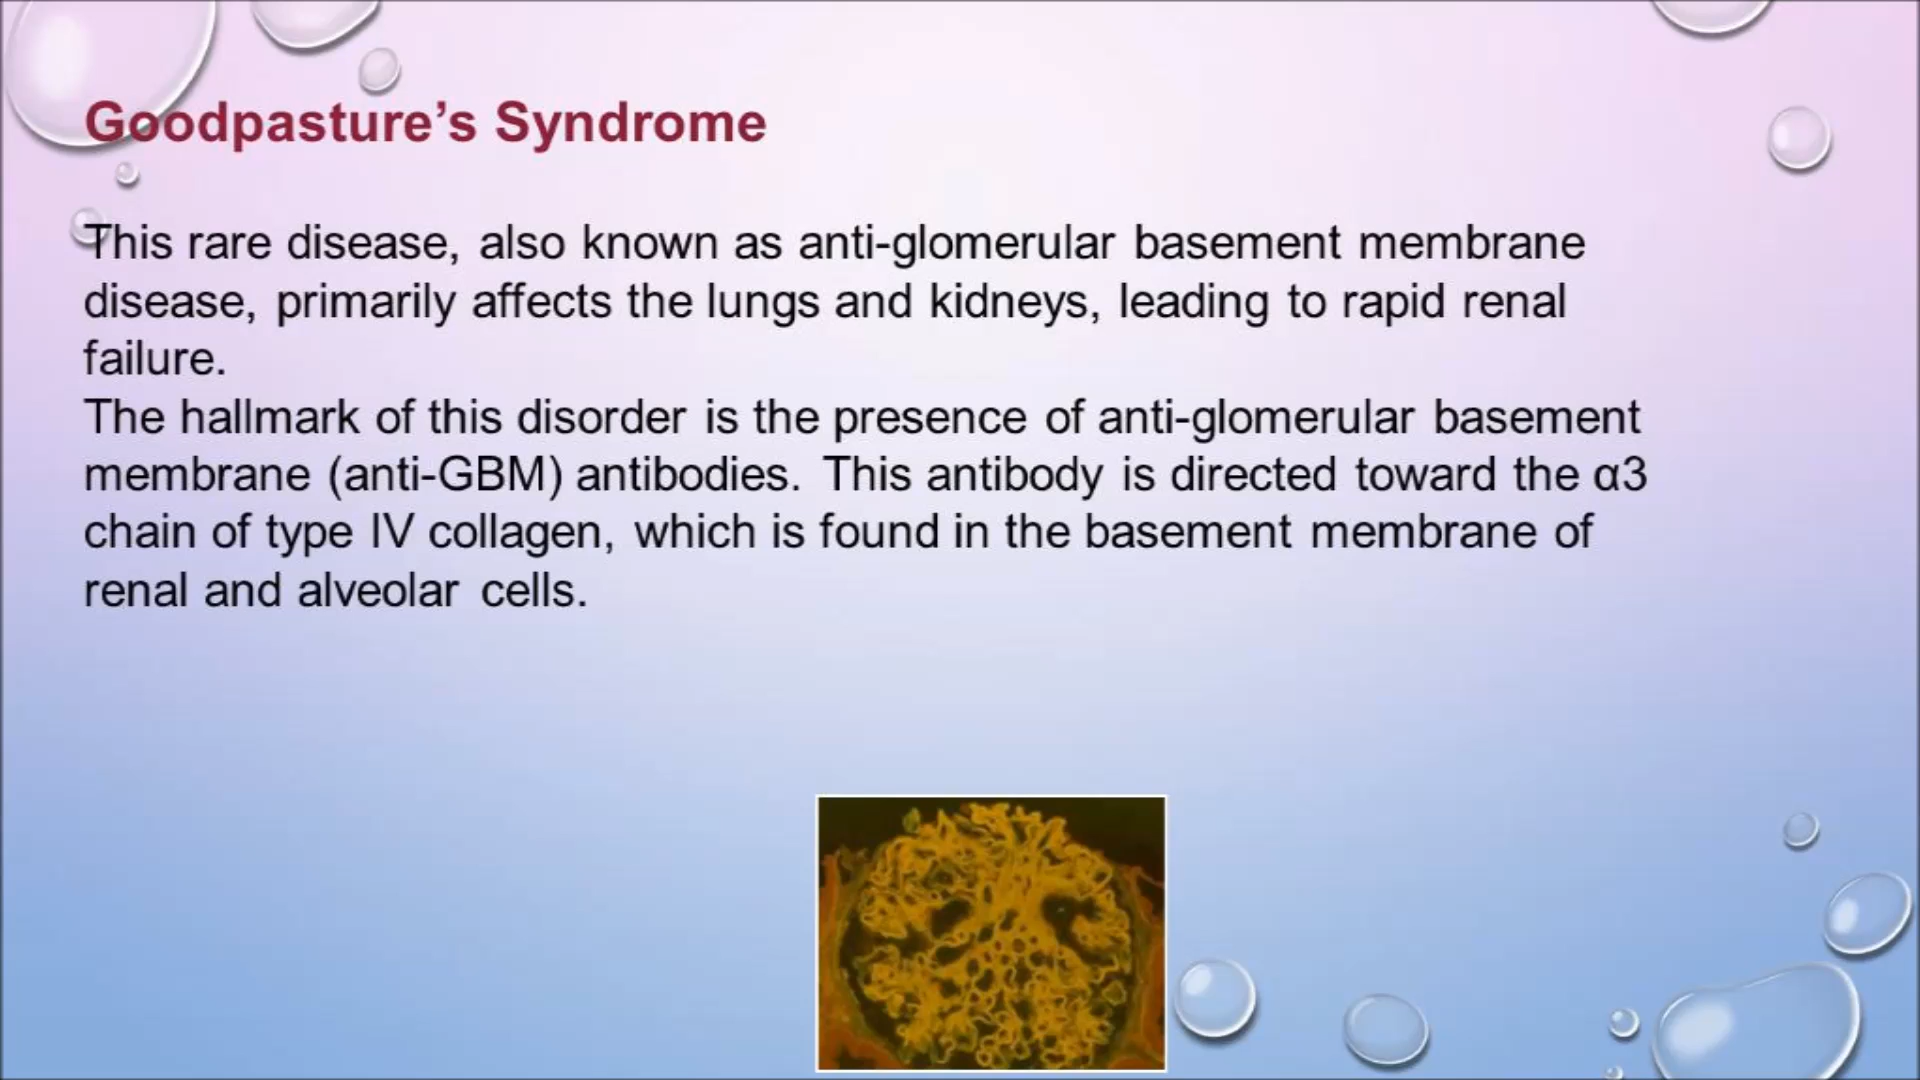 Goodpasture’s Syndrome
This rare disease, also known as anti-glomerular basement membrane
disease, primarily affects the lungs and kidneys, leading to rapid renal
failure.
The hallmark of this disorder is the presence of anti-glomerular basement
membrane (anti-GBM) antibodies. This antibody is directed toward the α3
chain of type IV collagen, which is found in the basement membrane of
renal and alveolar cells.